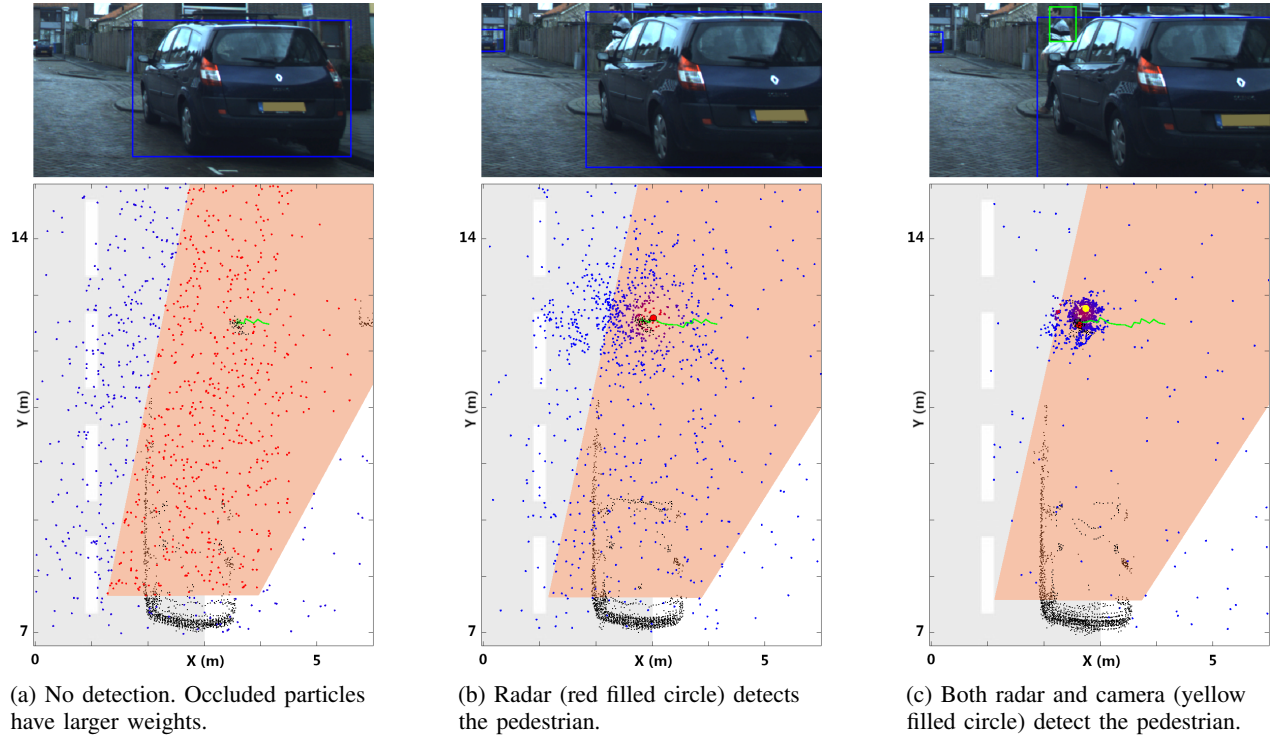 14
Y (m)
7
0
X (m)
5
14
Y (m)
7
0
X (m)
5
14
Y (m)
7
0
X (m)
5
(a) No detection. Occluded particles
have larger weights.
(b) Radar (red filled circle) detects
the pedestrian.
(c) Both radar and camera (yellow
filled circle) detect the pedestrian.